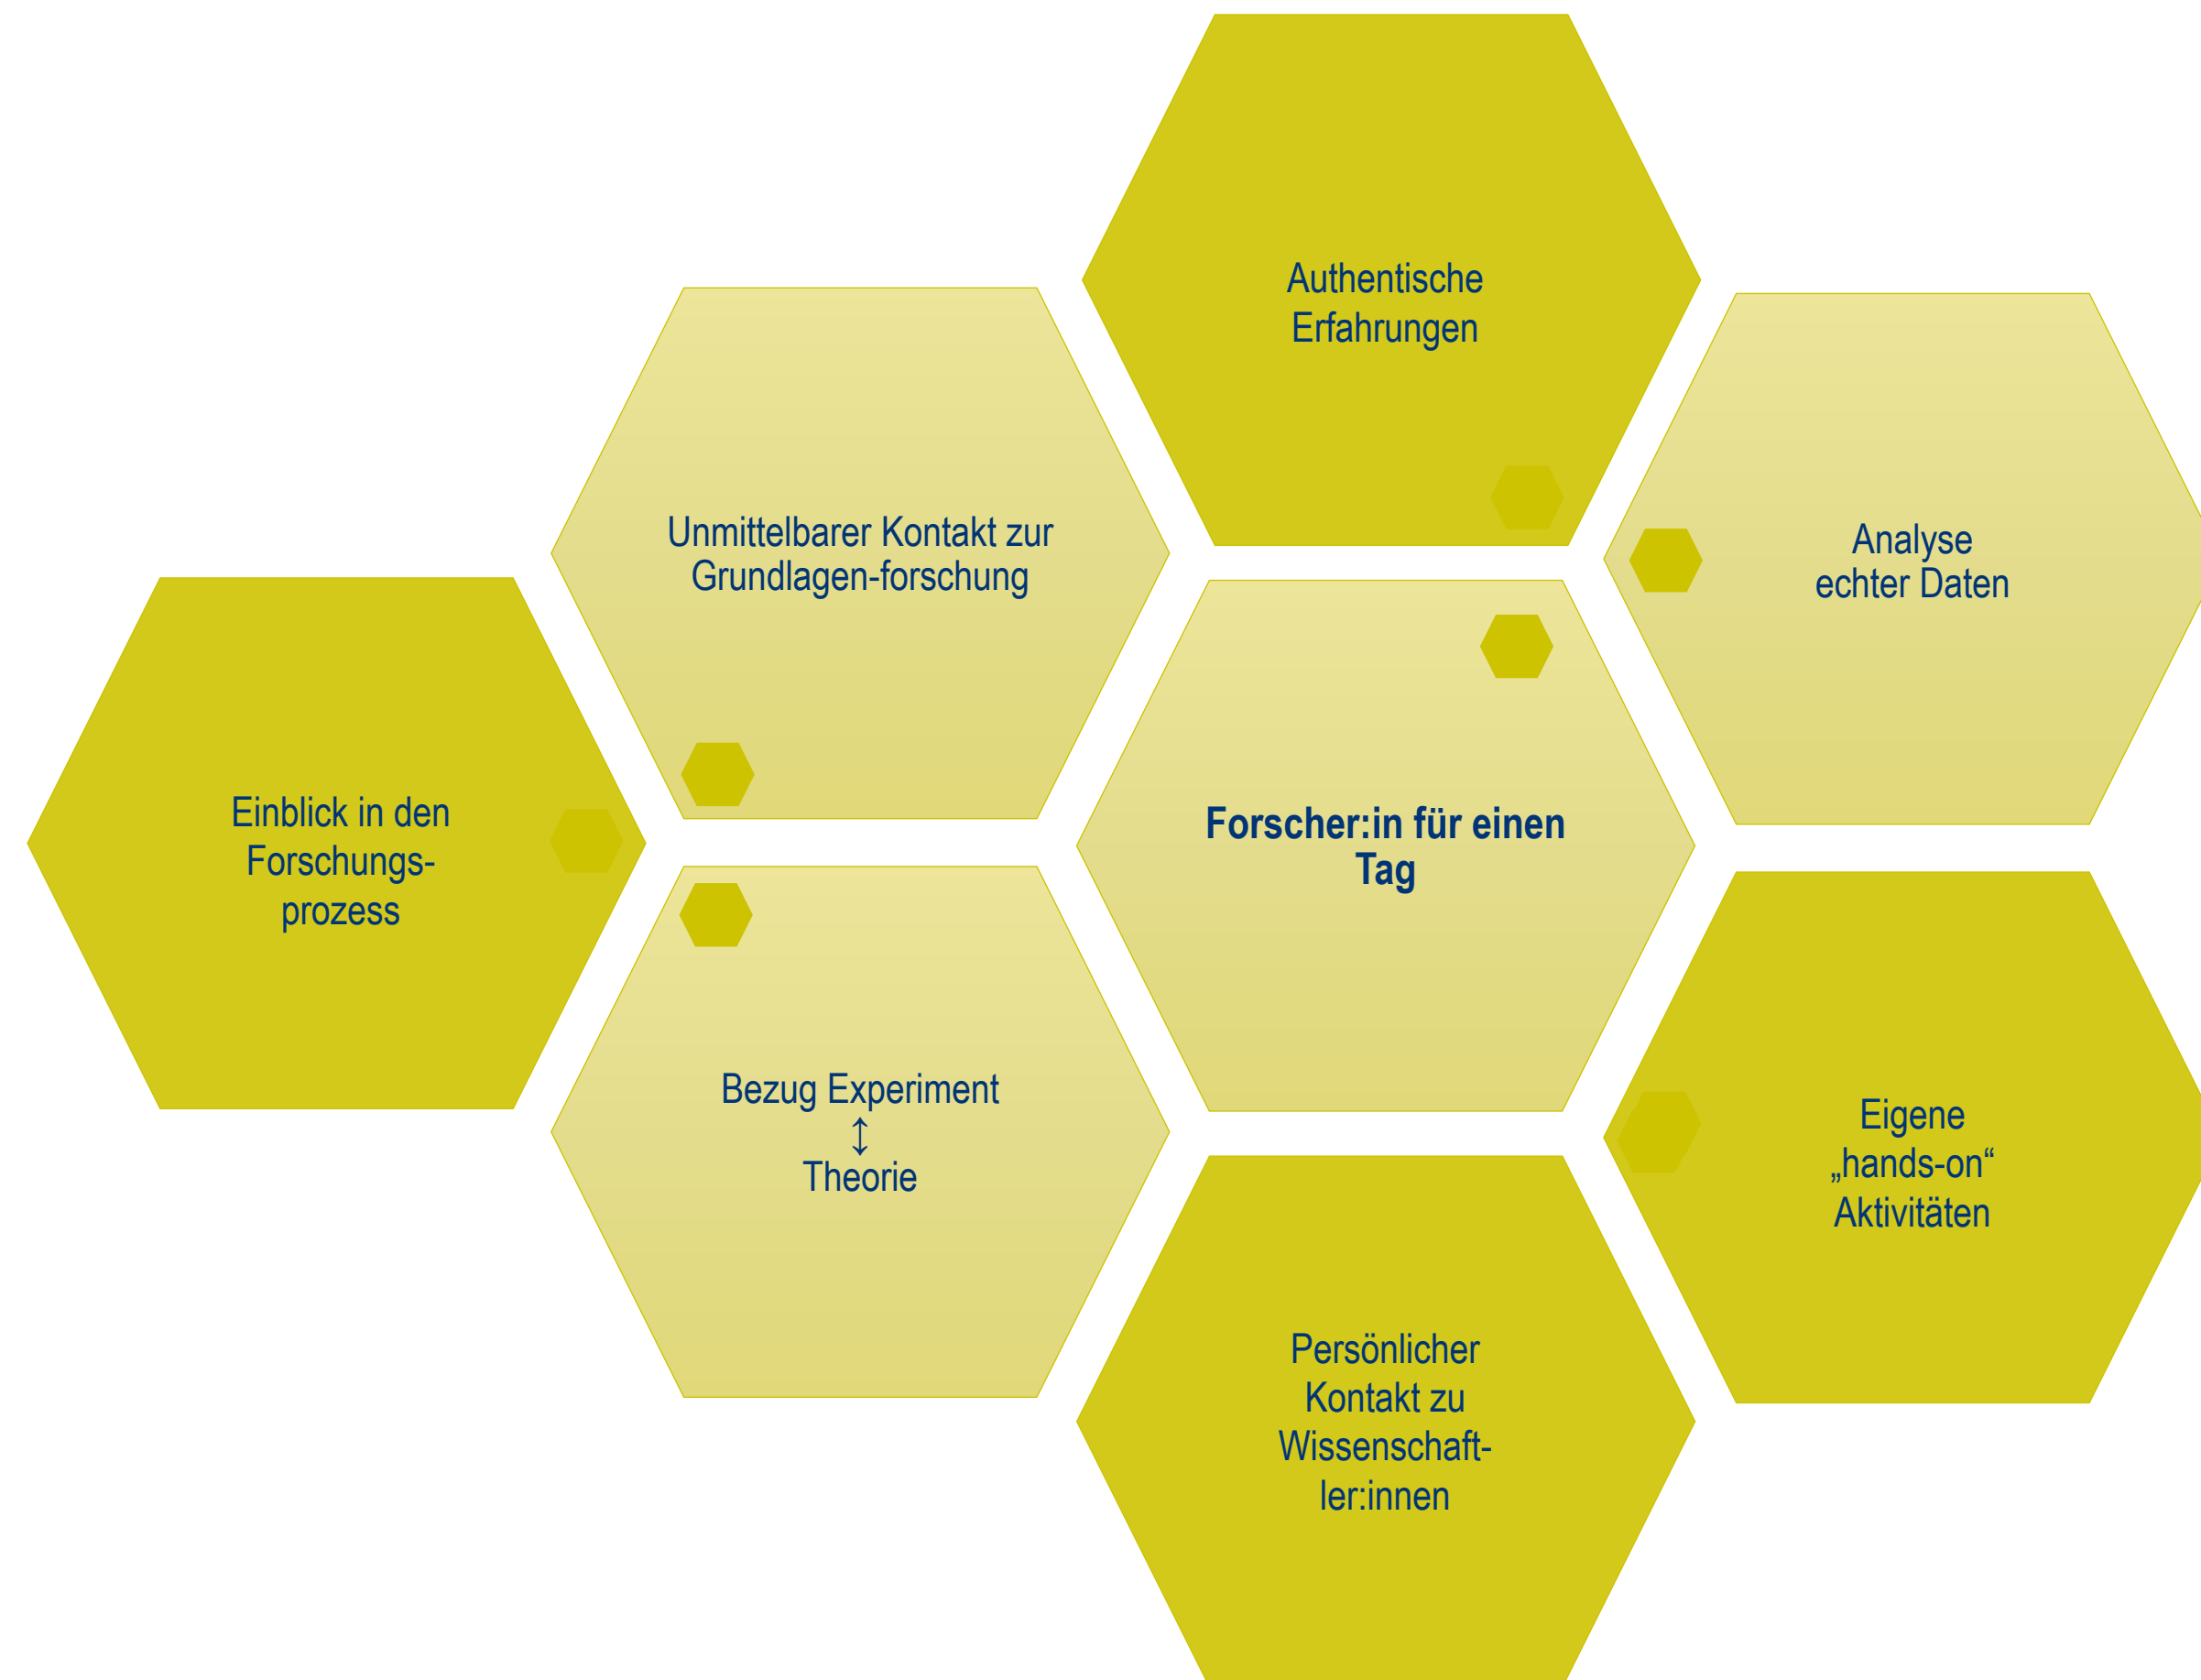 Authentische
Erfahrungen
Unmittelbarer Kontakt zur
Grundlagen-forschung
Analyse
echter Daten
Einblick in den
Forschungs-
prozess
Forscher:in für einen
Tag
Bezug Experiment
↕
Theorie
Eigene
„hands-on“
Aktivitäten
Persönlicher
Kontakt zu
Wissenschaft-
ler:innen